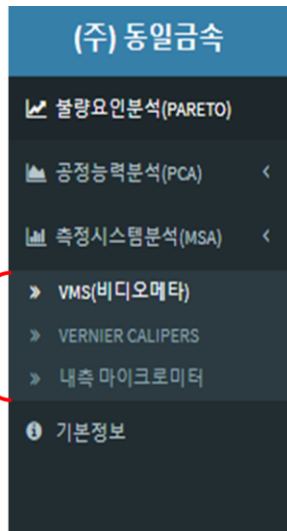 (주) 동일금속
불량요인분석(PARETO)
공정능력분석(PCA)
측정시스템분석(MSA)
VMS(비디오메타)
VERNIER CALIPERS
내측 마이크로미터
기본정보